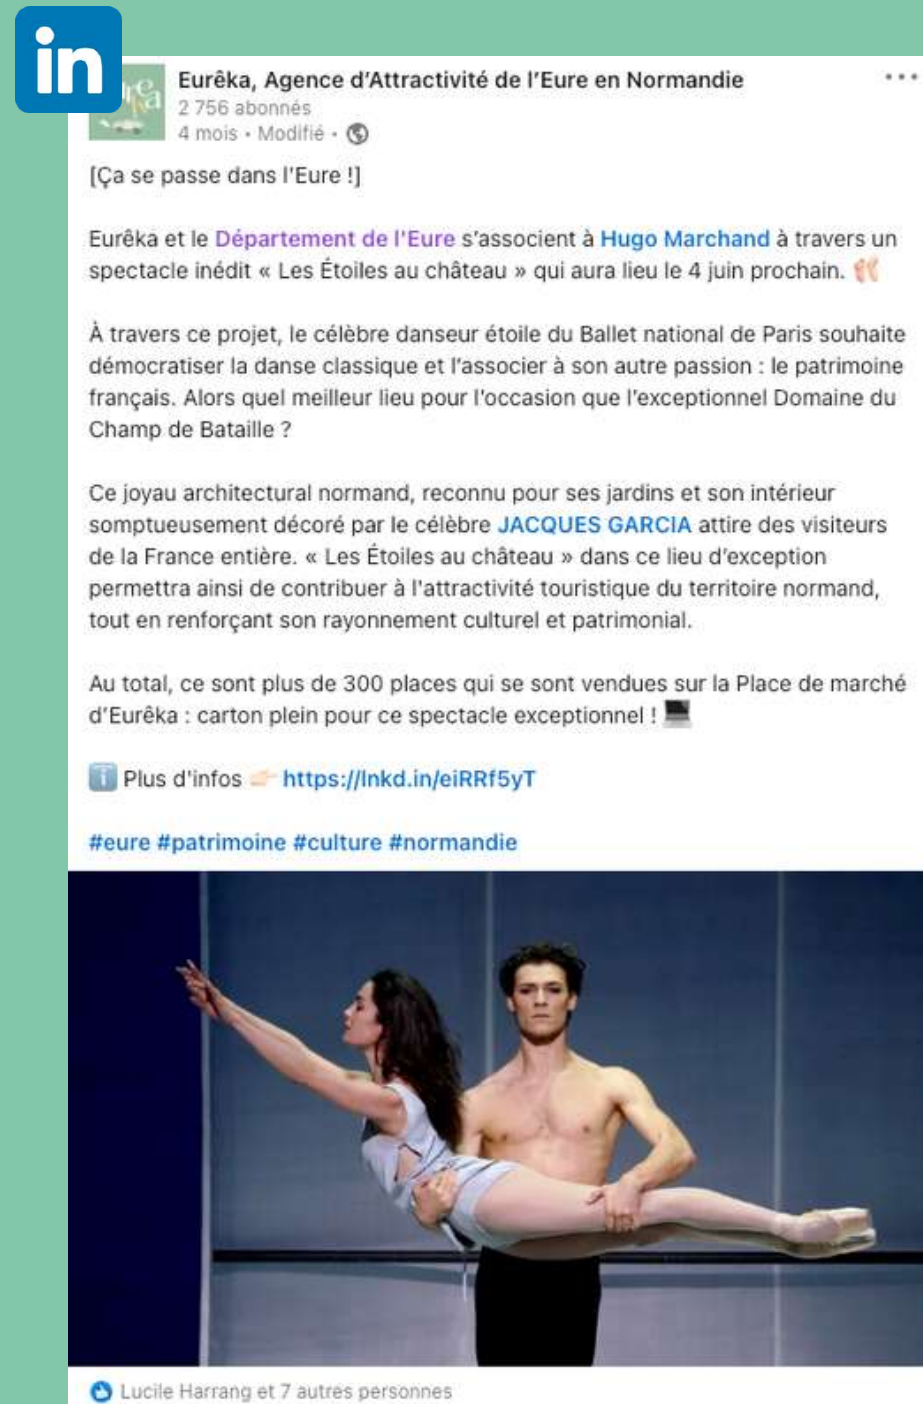 in
Eurêka, Agence d'Attractivité de l'Eure en Normandie
2 756 abonnés
4 mois • Modifié •
[Ça se passe dans l'Eure !]
Eurêka et le Département de l'Eure s'associent à Hugo Marchand à travers un
spectacle inédit « Les Étoiles au château » qui aura lieu le 4 juin prochain.
À travers ce projet, le célèbre danseur étoile du Ballet national de Paris souhaite
démocratiser la danse classique et l'associer à son autre passion : le patrimoine
français. Alors quel meilleur lieu pour l'occasion que l'exceptionnel Domaine du
Champ de Bataille ?
Ce joyau architectural normand, reconnu pour ses jardins et son intérieur
somptueusement décoré par le célèbre JACQUES GARCIA attire des visiteurs
de la France entière. « Les Étoiles au château » dans ce lieu d'exception
permettra ainsi de contribuer à l'attractivité touristique du territoire normand,
tout en renforçant son rayonnement culturel et patrimonial.
Au total, ce sont plus de 300 places qui se sont vendues sur la Place de marché
d'Eurêka : carton plein pour ce spectacle exceptionnel !
Plus d'infos 👉🏻 https://lnkd.in/eiRRf5yT
#eure #patrimoine #culture #normandie
Lucile Harrang et 7 autres personnes